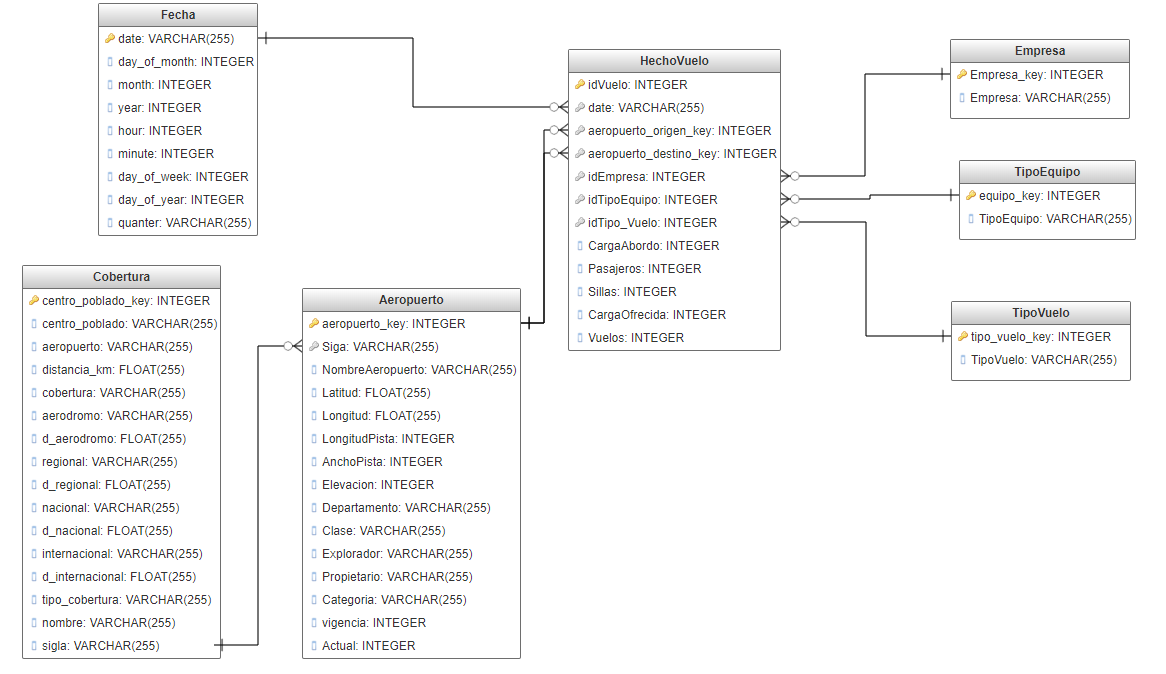 Fecha
date: VARCHAR(255)
day_of_month: INTEGER
month: INTEGER
year: INTEGER
hour: INTEGER
minute: INTEGER
day_of_week: INTEGER
day_of_year: INTEGER
quanter: VARCHAR(255)
Cobertura
centro_poblado_key: INTEGER
centro_poblado: VARCHAR(255)
aeropuerto: VARCHAR(255)
distancia_km: FLOAT(255)
cobertura: VARCHAR(255)
aerodromo: VARCHAR(255)
d_aerodromo: FLOAT(255)
regional: VARCHAR(255)
d_regional: FLOAT(255)
nacional: VARCHAR(255)
d_nacional: FLOAT(255)
internacional: VARCHAR(255)
d_internacional: FLOAT(255)
tipo_cobertura: VARCHAR(255)
nombre: VARCHAR(255)
sigla: VARCHAR(255)
Aeropuerto
aeropuerto_key: INTEGER
Siga: VARCHAR(255)
NombreAeropuerto: VARCHAR(255)
Latitud: FLOAT(255)
Longitud: FLOAT(255)
LongitudPista: INTEGER
AnchoPista: INTEGER
Elevacion: INTEGER
Departamento: VARCHAR(255)
Clase: VARCHAR(255)
Explorador: VARCHAR(255)
Propietario: VARCHAR(255)
Categoria: VARCHAR(255)
vigencia: INTEGER
Actual: INTEGER
HechoVuelo
idVuelo: INTEGER
date: VARCHAR(255)
aeropuerto_origen_key: INTEGER
aeropuerto_destino_key: INTEGER
idEmpresa: INTEGER
idTipoEquipo: INTEGER
idTipo_Vuelo: INTEGER
CargaAbordo: INTEGER
Pasajeros: INTEGER
Sillas: INTEGER
CargaOfrecida: INTEGER
Vuelos: INTEGER
Empresa
Empresa_key: INTEGER
Empresa: VARCHAR(255)
TipoEquipo
equipo_key: INTEGER
TipoEquipo: VARCHAR(255)
TipoVuelo
tipo_vuelo_key: INTEGER
TipoVuelo: VARCHAR(255)